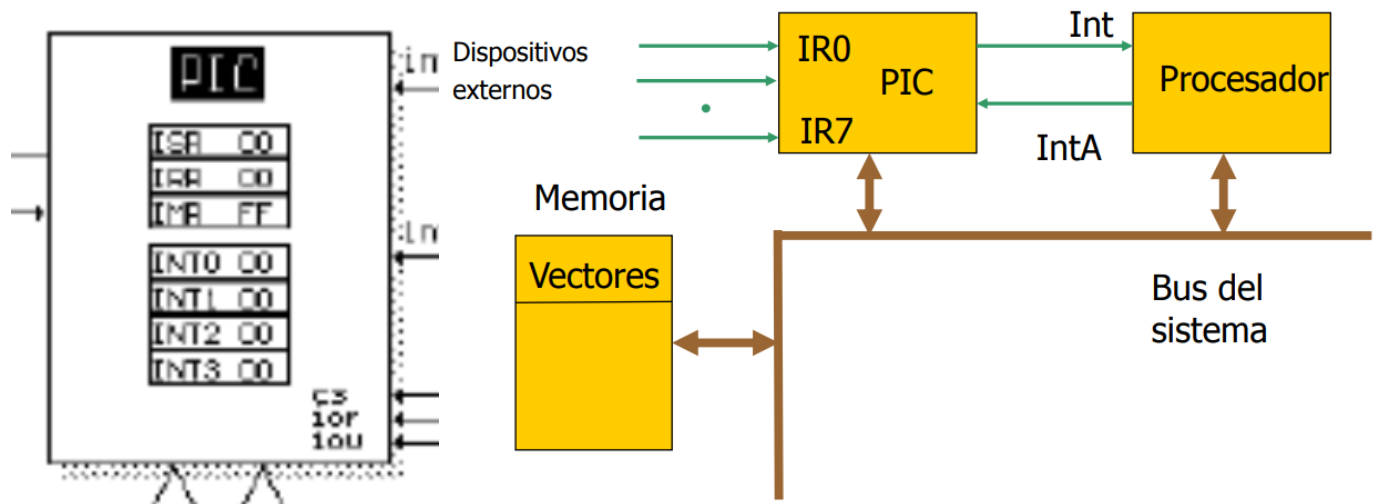 PIC
ISR 00
IRR 00
IMR FF
INT0 00
INT1 00
INT2 00
INT3 00
cs
ior
iow
Dispositivos
externos
IR0
PIC
IR7
Int
IntA
Procesador
Memoria
Vectores
Bus del
sistema